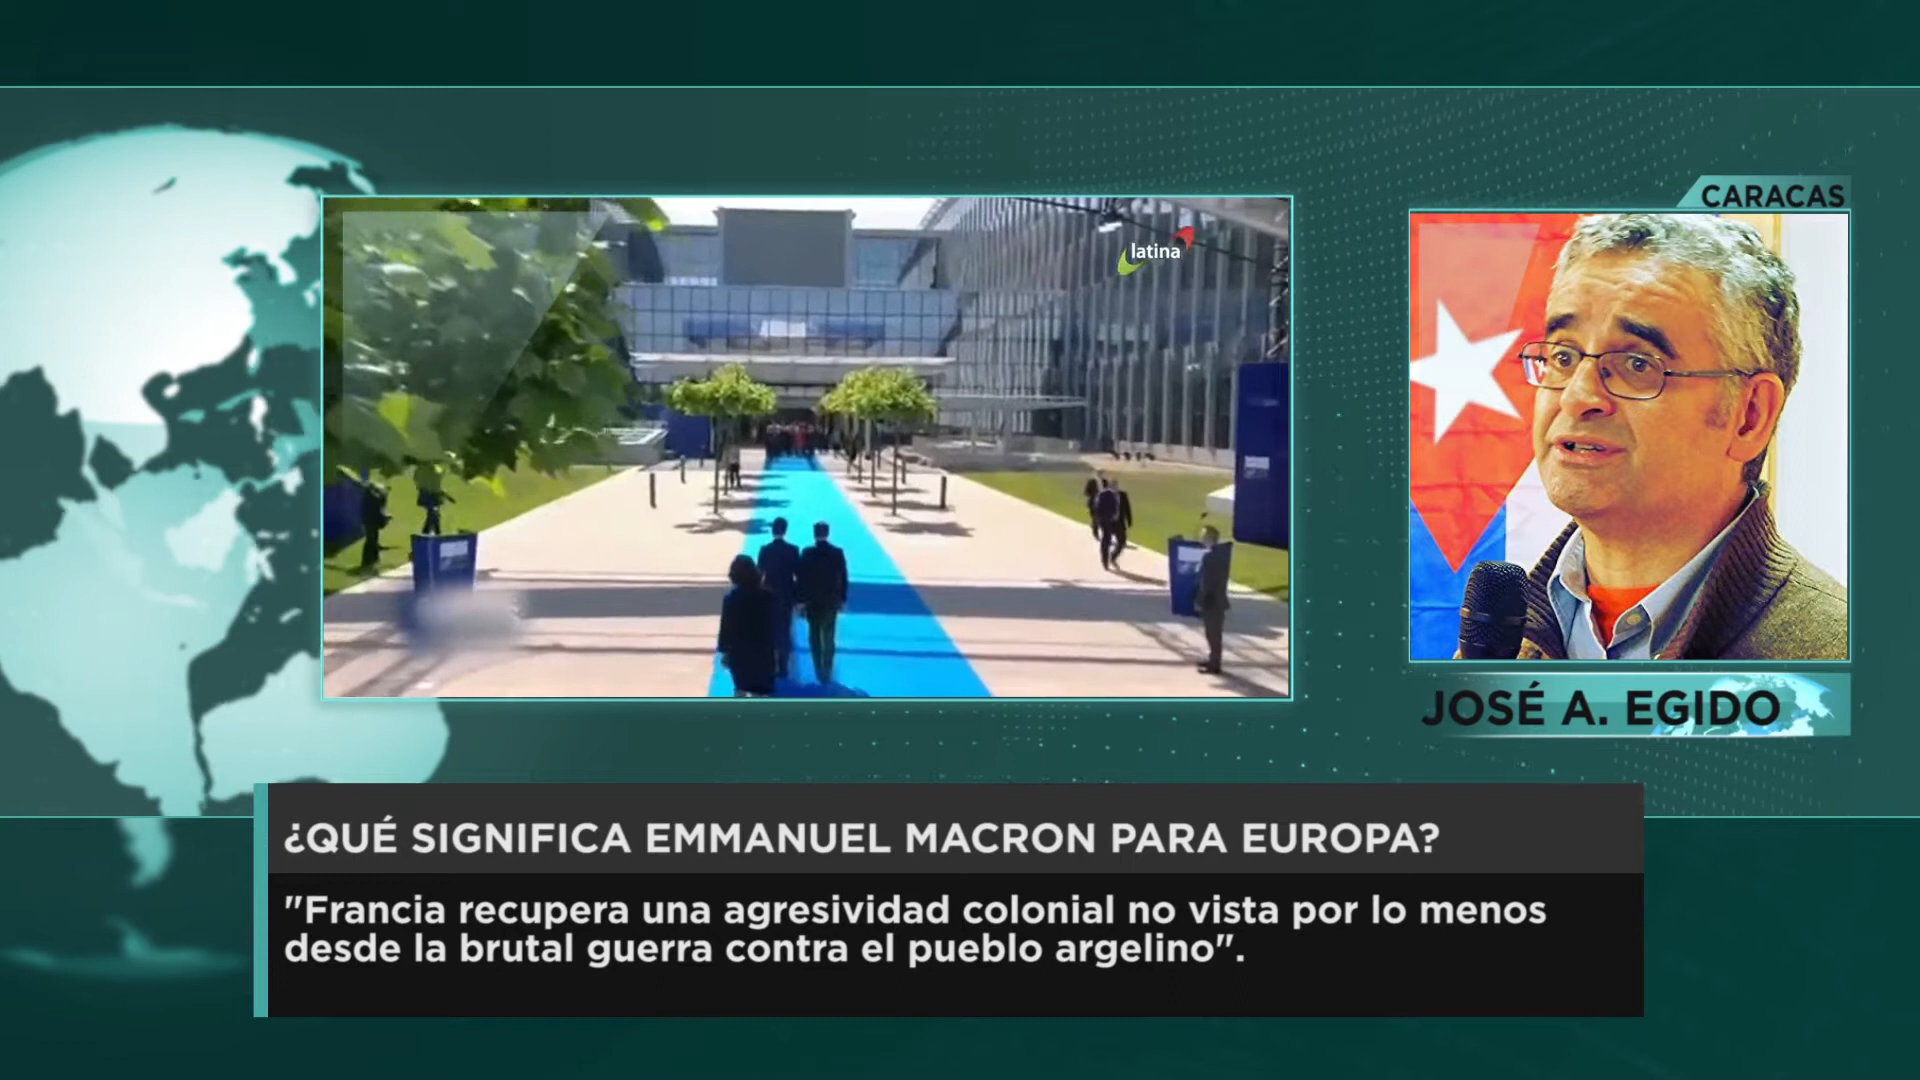 latina
CARACAS
JOSÉ A. EGIDO
¿QUÉ SIGNIFICA EMMANUEL MACRON PARA EUROPA?
"Francia recupera una agresividad colonial no vista por lo menos
desde la brutal guerra contra el pueblo argelino".